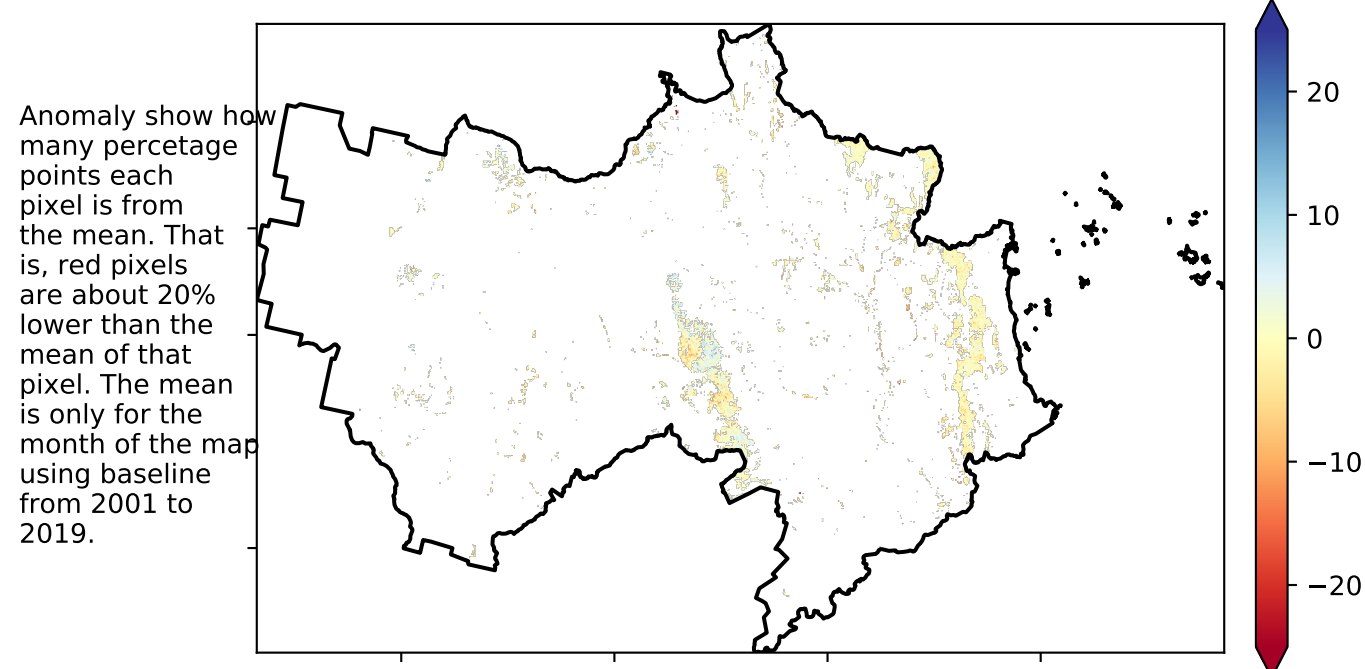 Anomaly show how
many percetage
points each
pixel is from
the mean. That
is, red pixels
are about 20%
lower than the
mean of that
pixel. The mean
is only for the
month of the map
using baseline
from 2001 to
2019.
20
10
0
−10
−20